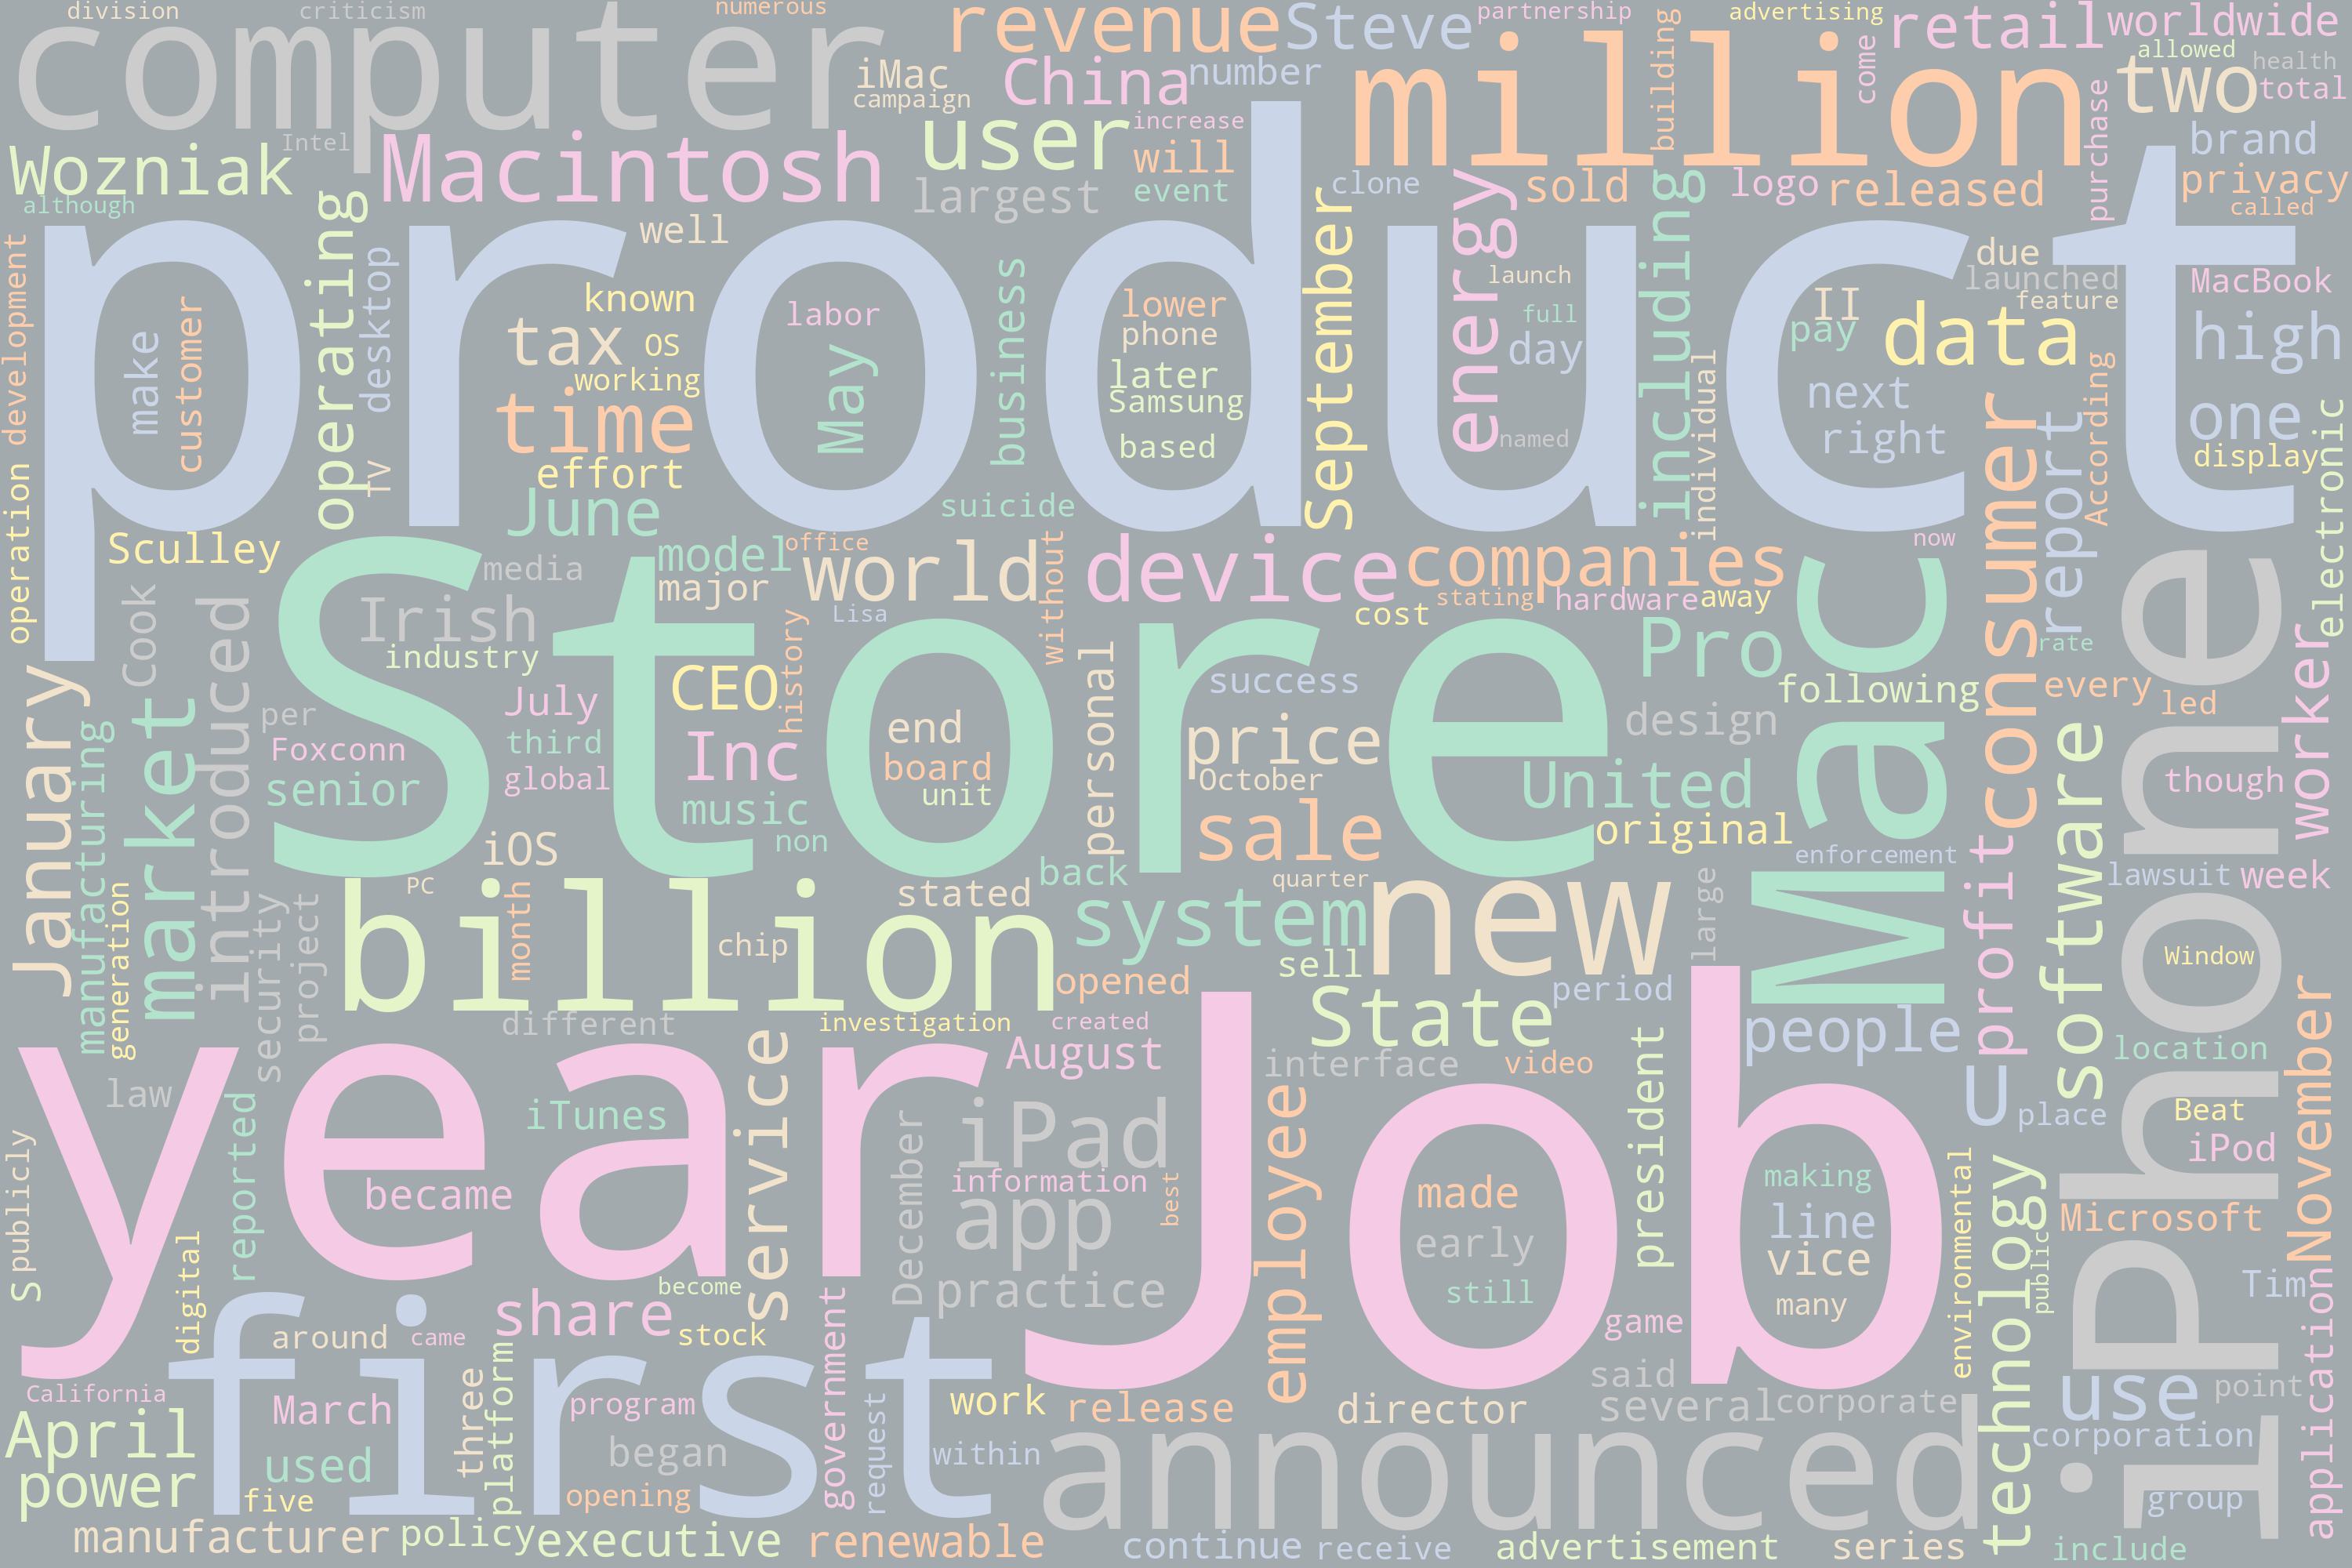 division
criticism
numerous
computer
revenue
Steve
partnership
advertising
retail
worldwide
iMac
campaign
China
number
million
come
building
allowed
health
two
total
purchase
Intel
Wozniak
Macintosh
user
increase
will
event
largest
clone
sold
logo
released
brand
privacy
called
although
product
well
operating
desktop
TV
development
operation
make
customer
known
tax
OS
working
time
effort
June
labor
May
business
suicide
lower
phone
later
Samsung
based
September
energy
launch
full
day
named
including
individual
II
pay
data
due
launched
feature
next
right
MacBook
high
one
display
electronic
According
report
consumer
Sculley
Store
media
model
office
major
world
Lisa
without
device
companies
cost
stating
hardware
away
now
Mac
iPhone
Cook
introduced
Irish
industry
CEO
history
personal
success
Pro
following
rate
every
led
worker
January
market
manufacturing
generation
per
Foxconn
senior
July
third
global
Inc
music
non
end
board
unit
price
October
design
United
sale
original
enforcement
software
though
profit
lawsuit
week
iOS
PC
billion
month
chip
stated
back
quarter
system
new
sell
large
Window
security
project
opened
period
State
different
investigation
created
August
interface
video
president
people
location
November
law
year
Job
service
iTunes
became
reported
publicly
S
digital
December
iPad
information
app
practice
best
employee
made
early
still
making
line
vice
many
U
place
Beat
iPod
environmental
technology
public
Microsoft
Tim
application
become
share
stock
first
around
came
game
said
several
corporate
use
point
California
April
March
three
platform
program
government
request
work
release
director
announced
corporation
power
used
five
began
opening
within
group
manufacturer
policy
executive
renewable
continue
receive
advertisement
series
include